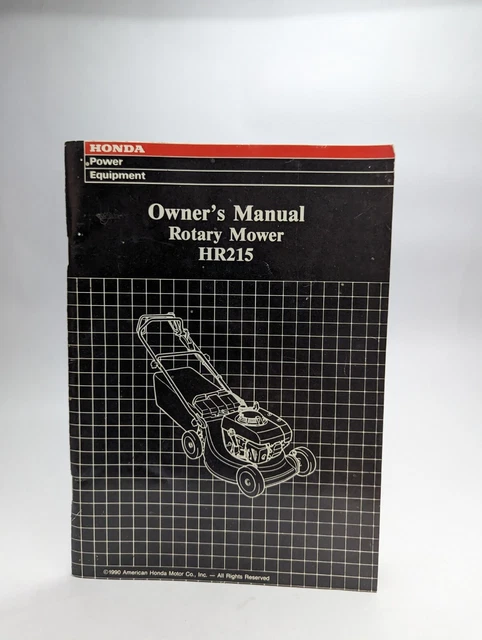 HONDA
Power
Equipment
Owner's Manual
Rotary Mower
HR215
©1990 American Honda Motor Co., Inc. — All Rights Reserved